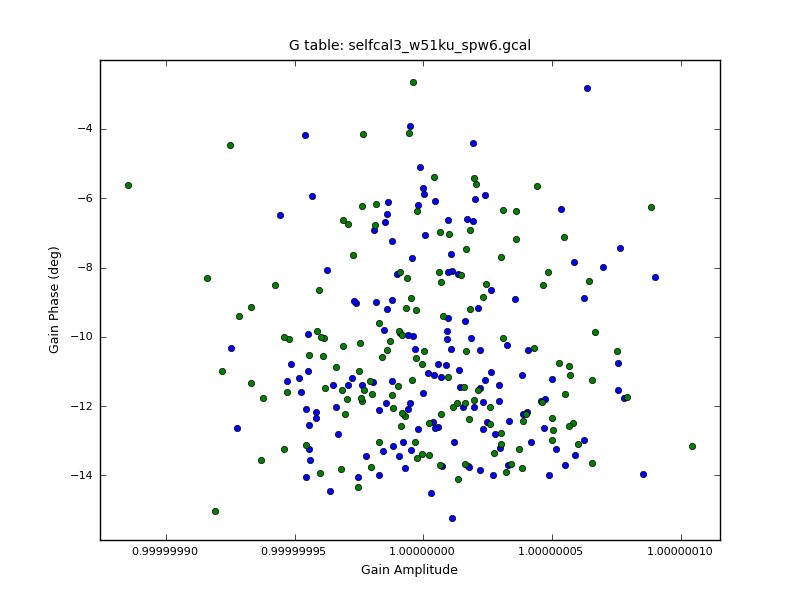 G table: selfcal3_w51ku_spw6.gcal
−4
−6
−8
−10
−12
−14
Gain Phase (deg)
0.99999990 0.99999995 1.00000000 1.00000005 1.00000010
Gain Amplitude